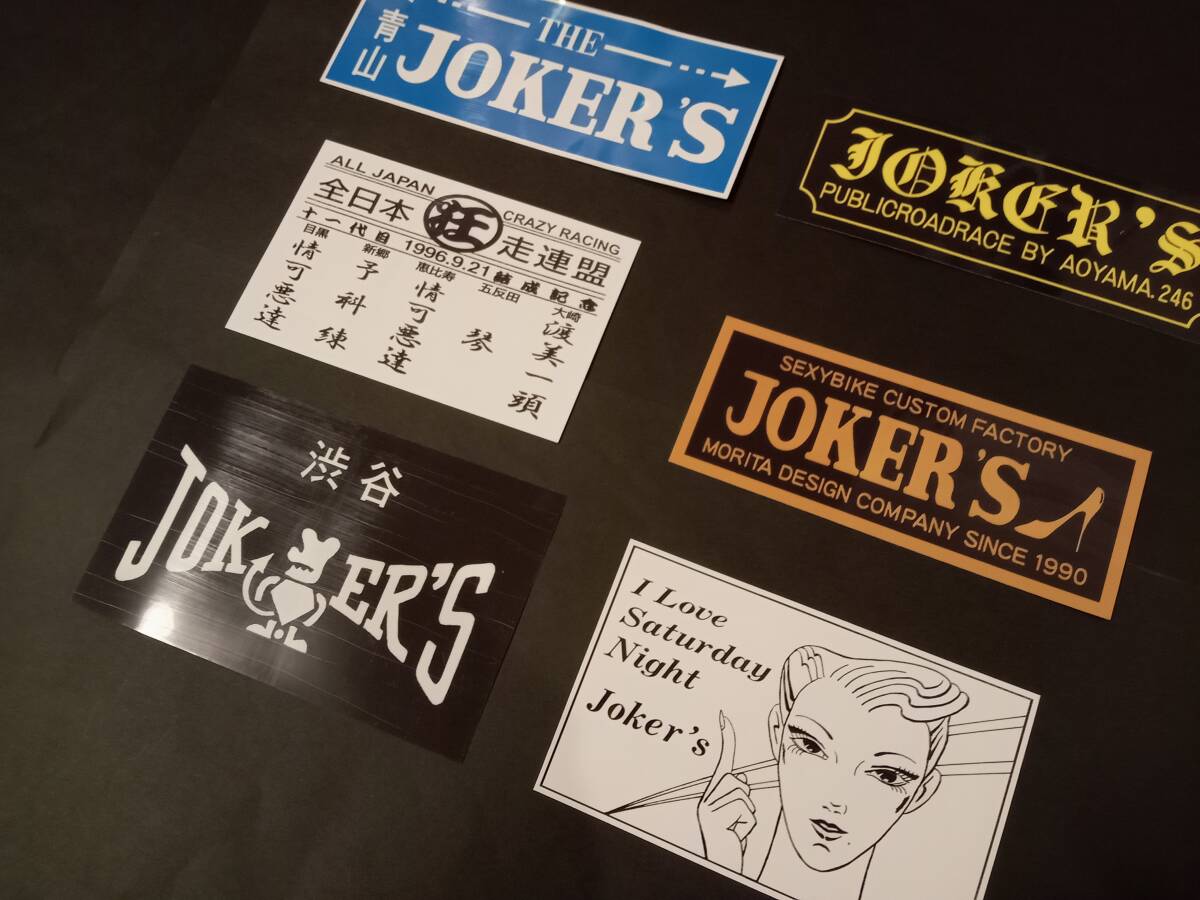 THE
青山
JOKER'S
JOKER'S
PUBLICROADRACE BY AOYAMA.246
ALL JAPAN CRAZY RACING
全日本 狂 走連盟
十一代目 1996.9.21 結成記念
目黒 新郷 恵比寿 五反田 大崎
情可悪達
予科練
情可悪達
琴
渡美一頭
SEXYBIKE CUSTOM FACTORY
JOKER'S
MORITA DESIGN COMPANY SINCE 1990
渋谷
JOKER'S
I Love
Saturday
Night
Joker's